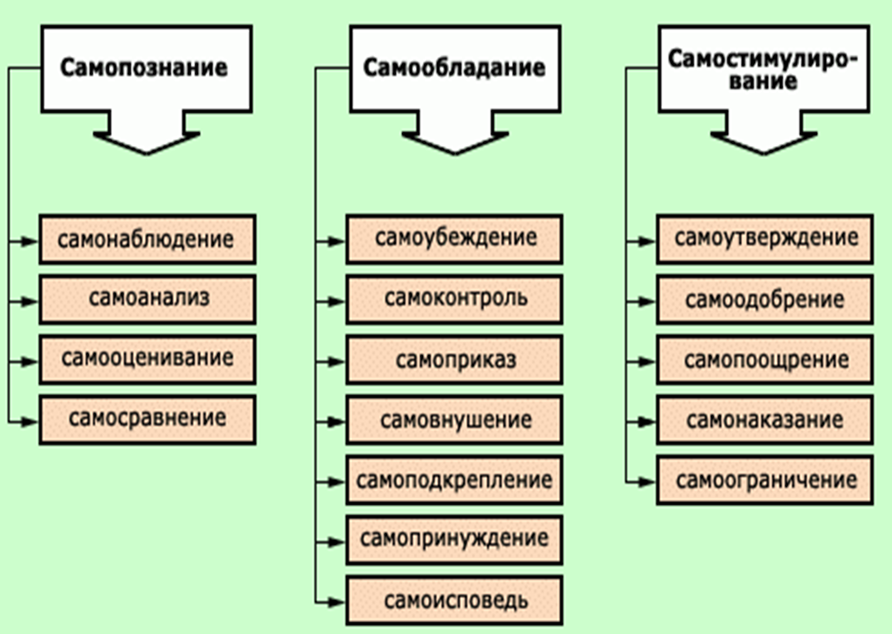 Самопознание
самонаблюдение
самоанализ
самооценивание
самосравнение
Самообладание
самоубеждение
самоконтроль
самоприказ
самовнушение
самоподкрепление
самопринуждение
самоисповедь
Самостимулиро-
вание
самоутверждение
самоодобрение
самопоощрение
самонаказание
самоограничение